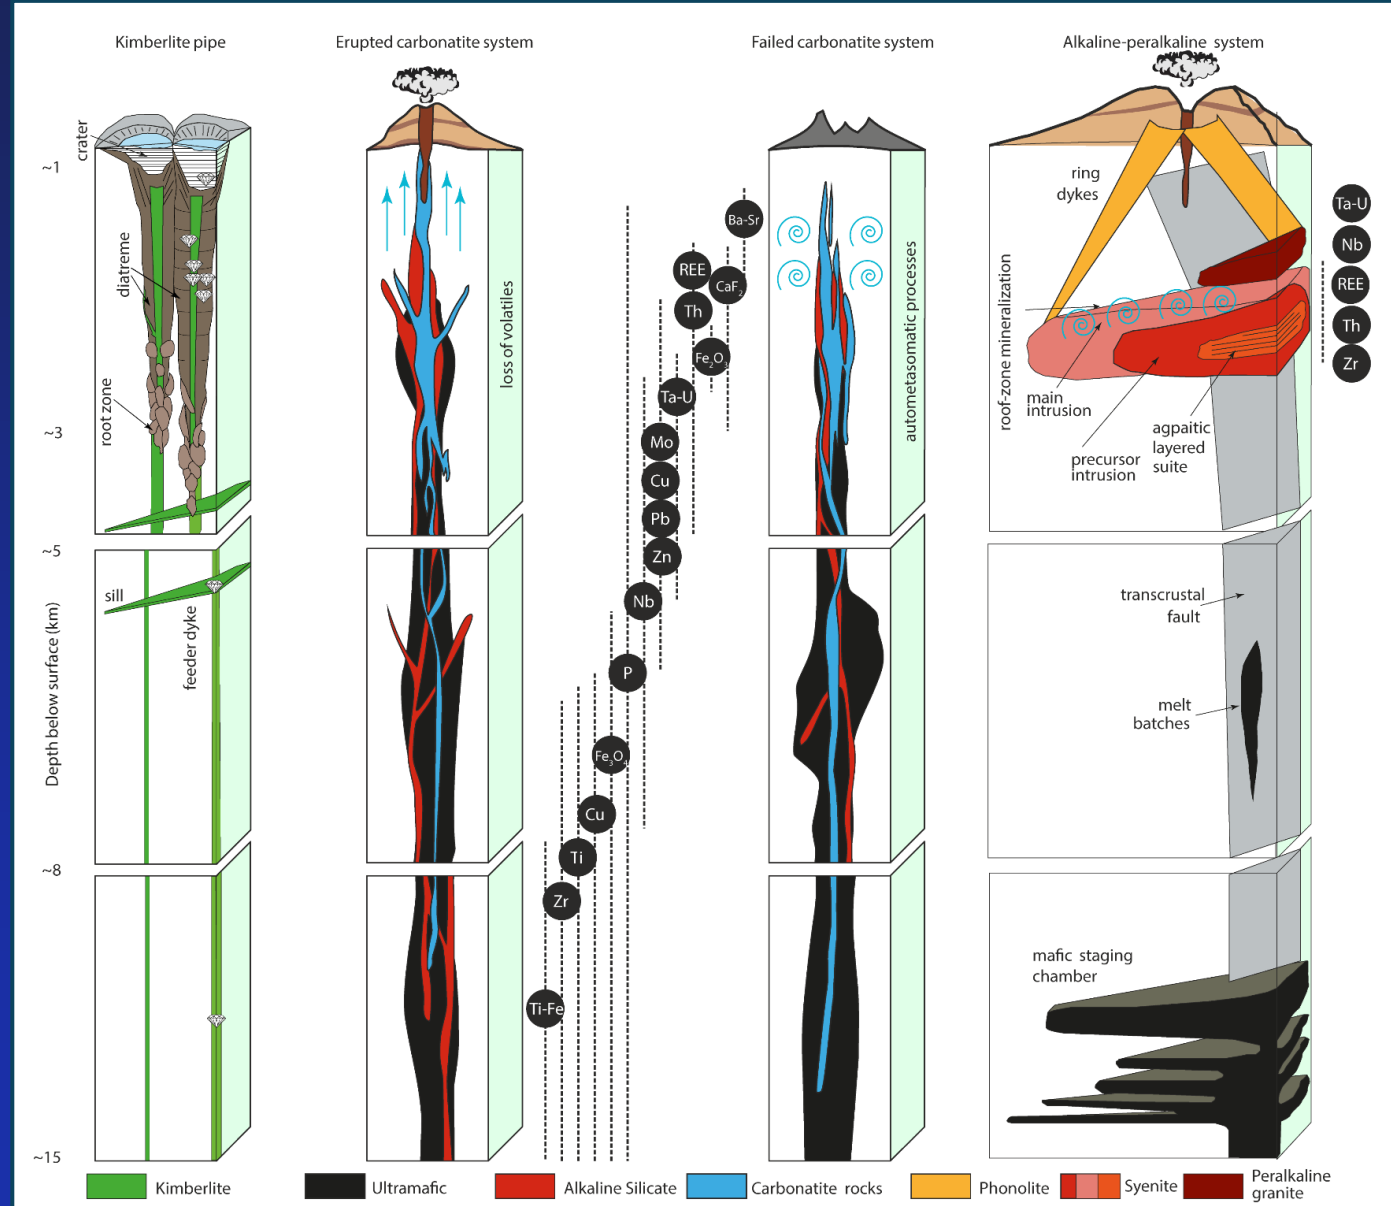 Kimberlite pipe
Erupted carbonatite system
Failed carbonatite system
Alkaline-peralkaline system
Depth below surface (km)
~1
~3
~5
~8
~15
crater
diatreme
root zone
sill
feeder dyke
loss of volatiles
Ba-Sr
REE
CaF2
Th
Fe2O3
Ta-U
Mo
Cu
Pb
Zn
Nb
P
Fe3O4
Cu
Ti
Zr
Ti-Fe
autometasomatic processes
ring
dykes
roof-zone mineralization
main
intrusion
precursor
intrusion
agpaitic
layered
suite
transcrustal
fault
melt
batches
mafic staging
chamber
Ta-U
Nb
REE
Th
Zr
Kimberlite
Ultramafic
Alkaline Silicate
Carbonatite rocks
Phonolite
Syenite
Peralkaline
granite